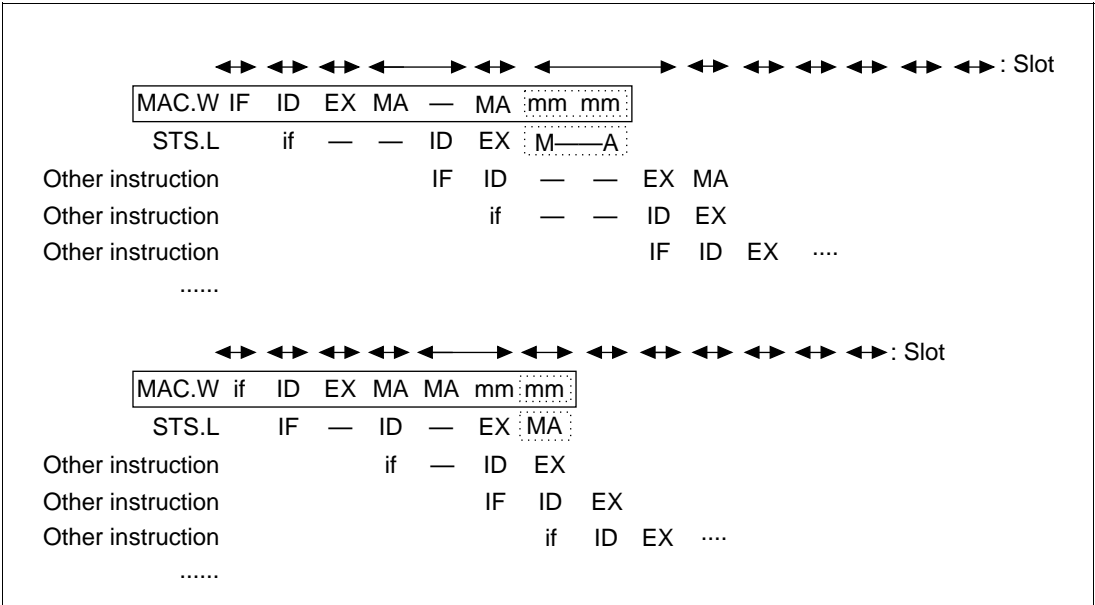 : Slot
MAC.W IF ID EX MA — MA mm mm
STS.L if — — ID EX M——A
Other instruction IF ID — — EX MA
Other instruction if — — ID EX
Other instruction IF ID EX ....
......
: Slot
MAC.W if ID EX MA MA mm mm
STS.L IF — ID — EX MA
Other instruction if — ID EX
Other instruction IF ID EX
Other instruction if ID EX ....
......